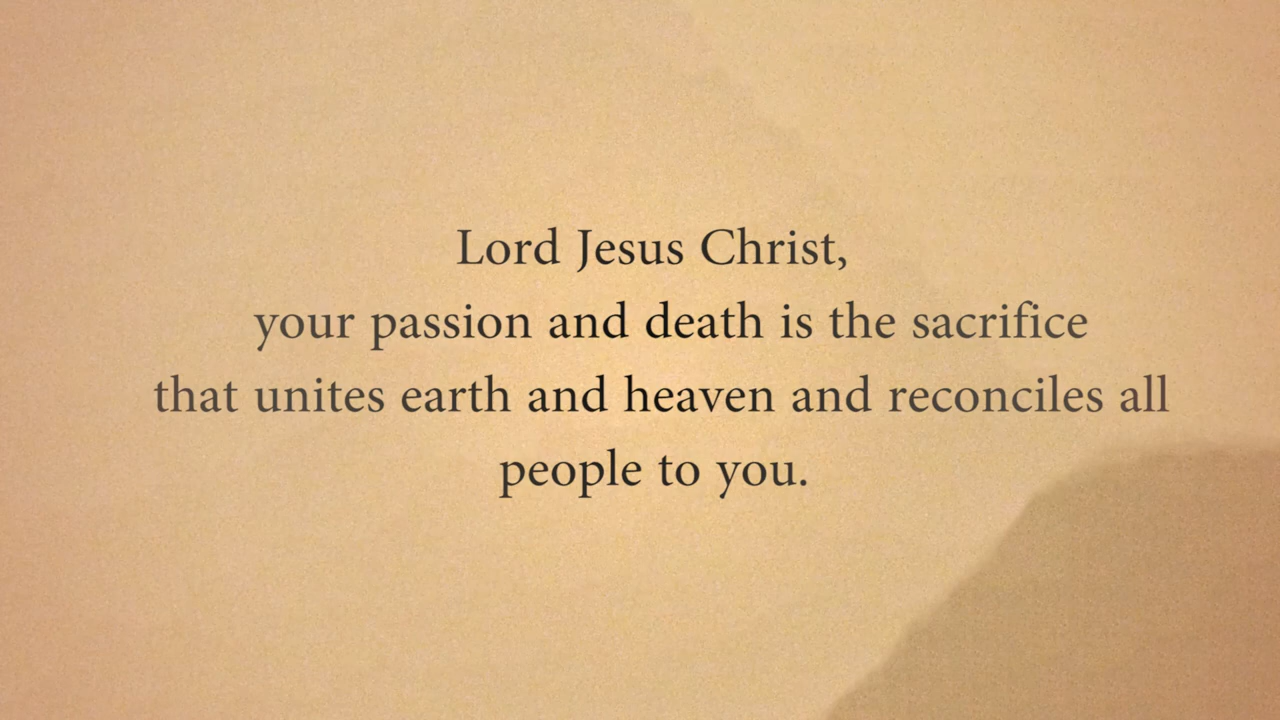 Lord Jesus Christ,
your passion and death is the sacrifice
that unites earth and heaven and reconciles all
people to you.